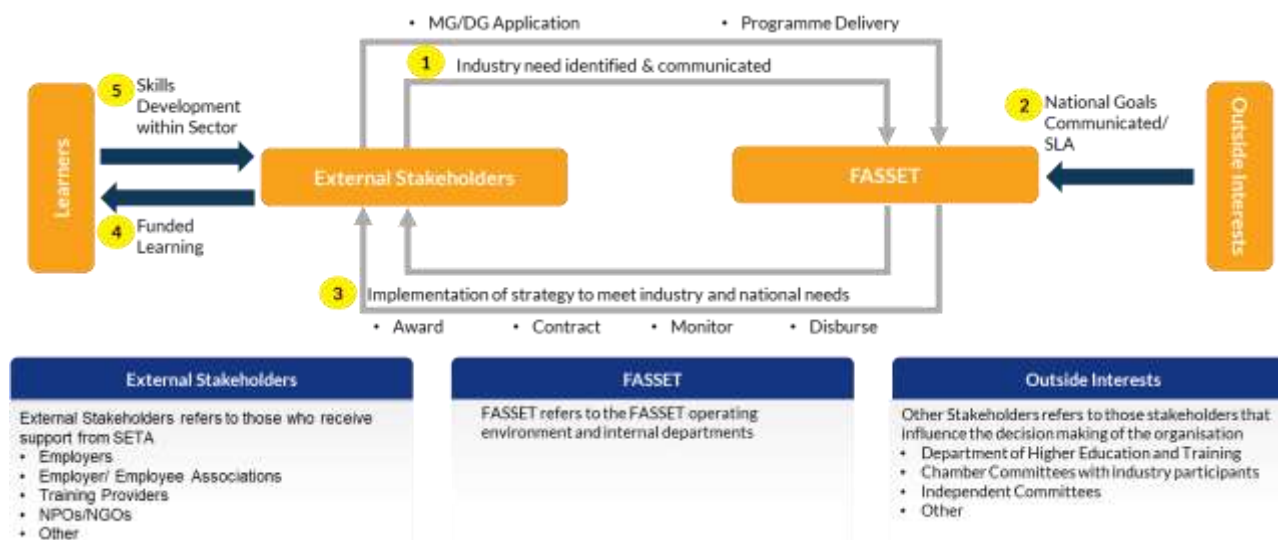 • MG/DG Application
• Programme Delivery
1
Industry need identified & communicated
5
Skills
Development
within Sector
2
National Goals
Communicated/
SLA
Learners
External Stakeholders
FASSET
Outside Interests
4
Funded
Learning
3
Implementation of strategy to meet industry and national needs
• Award
• Contract
• Monitor
• Disburse
External Stakeholders
External Stakeholders refers to those who receive
support from SETA
• Employers
• Employer/ Employee Associations
• Training Providers
• NPOs/NGOs
• Other
FASSET
FASSET refers to the FASSET operating
environment and internal departments
Outside Interests
Other Stakeholders refers to those stakeholders that
influence the decision making of the organisation
• Department of Higher Education and Training
• Chamber Committees with industry participants
• Independent Committees
• Other